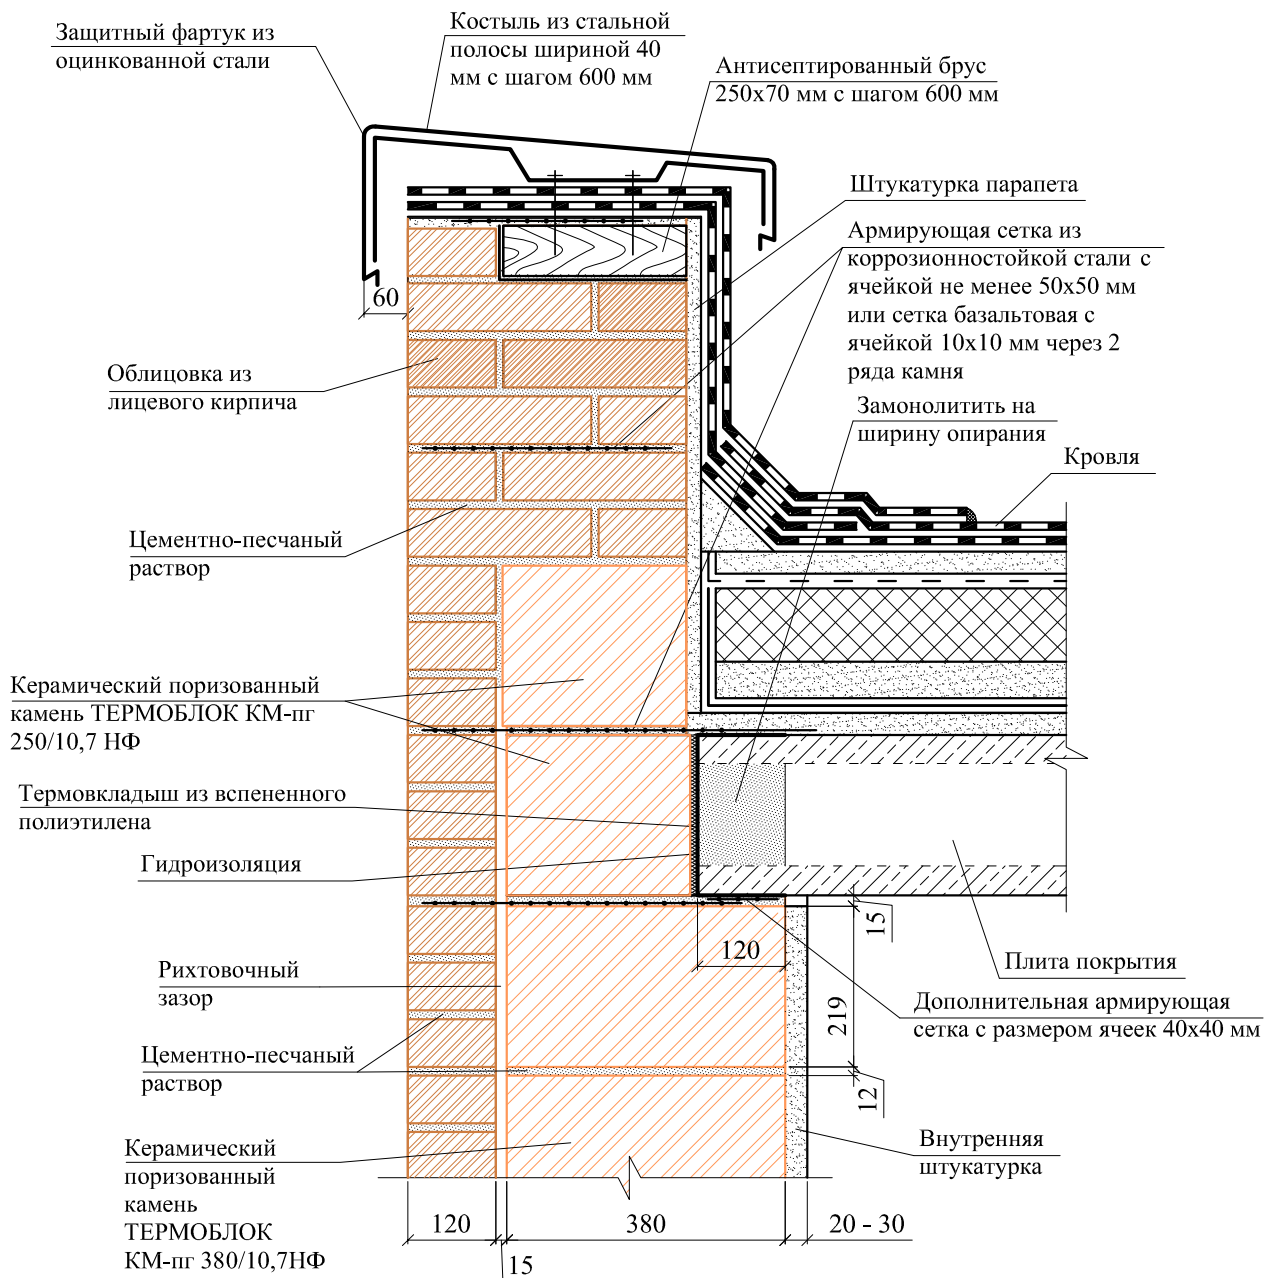 Защитный фартук из
оцинкованной стали
Костыль из стальной
полосы шириной 40
мм с шагом 600 мм
Антисептированный брус
250х70 мм с шагом 600 мм
Штукатурка парапета
Армирующая сетка из
коррозионностойкой стали с
ячейкой не менее 50х50 мм
или сетка базальтовая с
ячейкой 10х10 мм через 2
ряда камня
60
Облицовка из
лицевого кирпича
Замонолитить на
ширину опирания
Кровля
Цементно-песчаный
раствор
Керамический поризованный
камень ТЕРМОБЛОК КМ-пг
250/10,7 НФ
Термовкладыш из вспененного
полиэтилена
Гидроизоляция
15
120
Плита покрытия
Рихтовочный
зазор
Дополнительная армирующая
сетка с размером ячеек 40х40 мм
219
Цементно-песчаный
раствор
12
Керамический
поризованный
камень
ТЕРМОБЛОК
КМ-пг 380/10,7НФ
Внутренняя
штукатурка
120
380
20 - 30
15